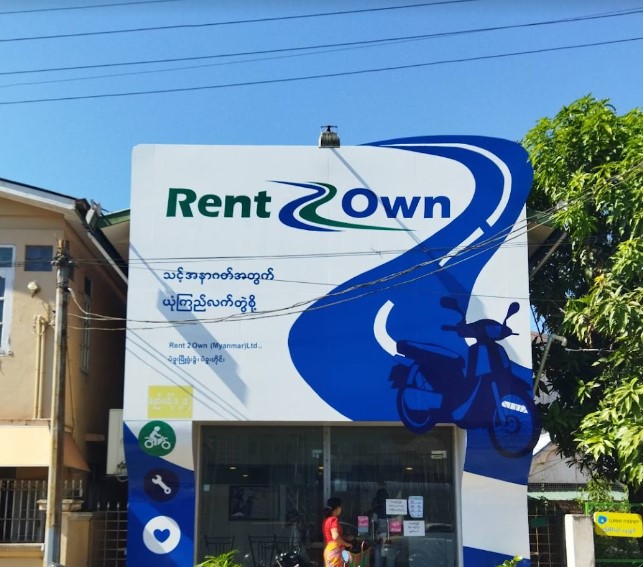 Rent 2 Own
သင့်အနာဂတ်အတွက်
ယုံကြည်လက်တွဲစို့
Rent 2 Own (Myanmar)Ltd.,